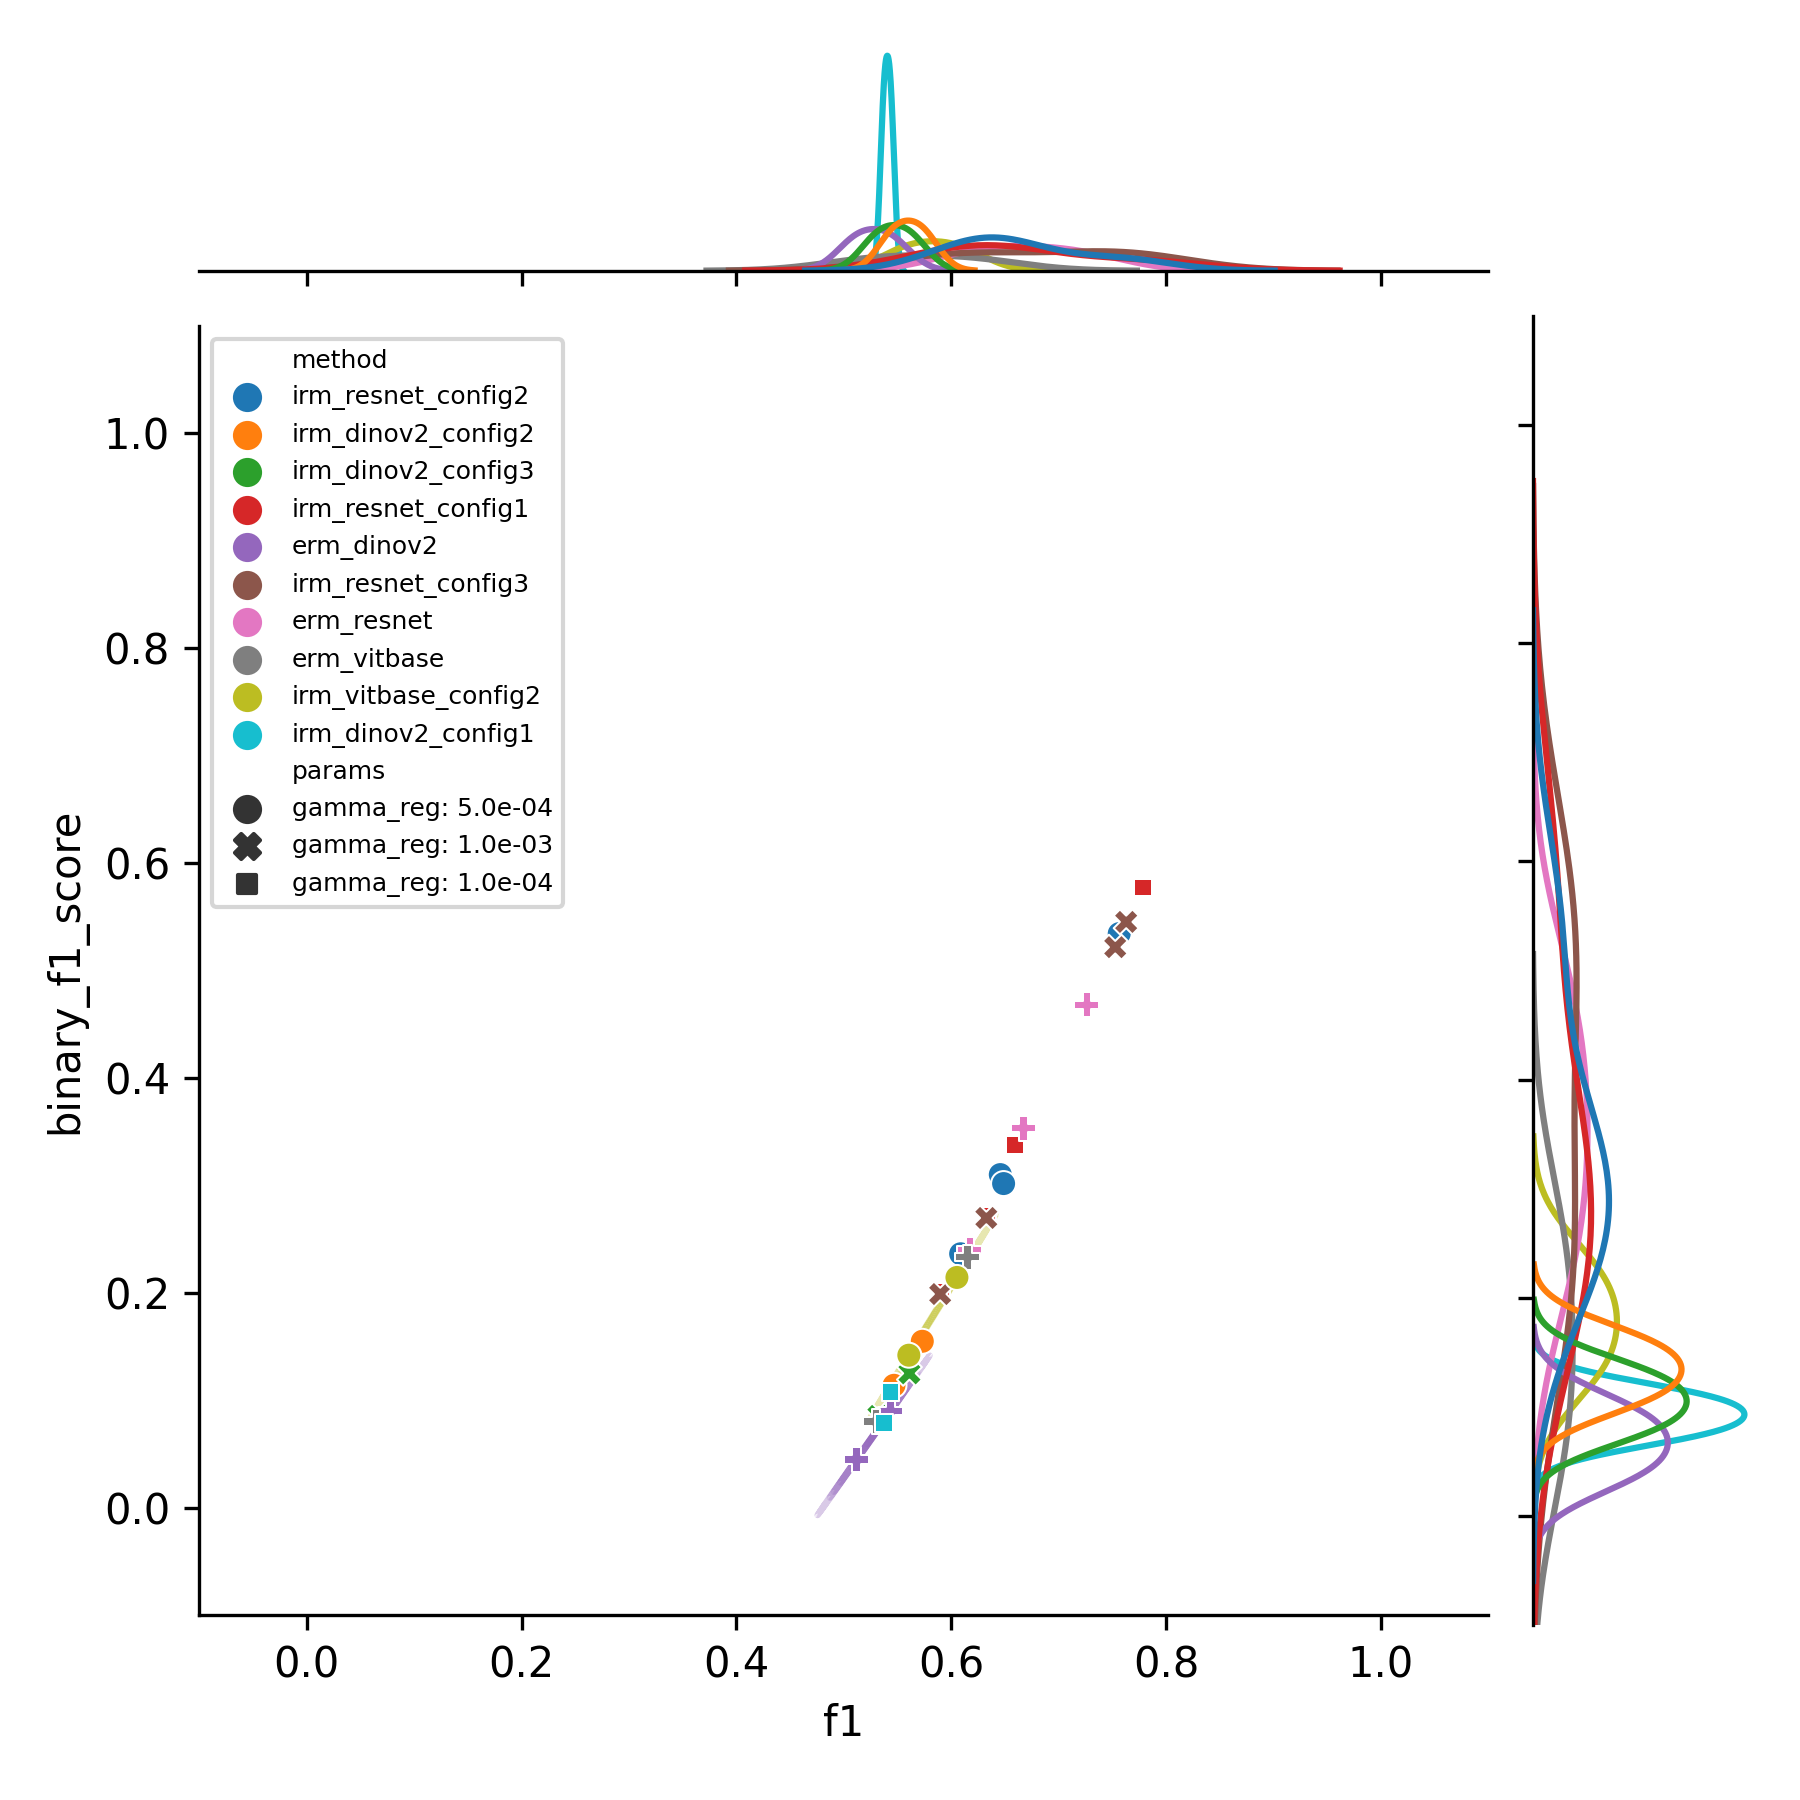 method
irm_resnet_config2
irm_dinov2_config2
irm_dinov2_config3
irm_resnet_config1
erm_dinov2
irm_resnet_config3
erm_resnet
erm_vitbase
irm_vitbase_config2
irm_dinov2_config1
params
gamma_reg: 5.0e-04
gamma_reg: 1.0e-03
gamma_reg: 1.0e-04
1.0
0.8
0.6
0.4
0.2
0.0
binary_f1_score
0.0 0.2 0.4 0.6 0.8 1.0
f1